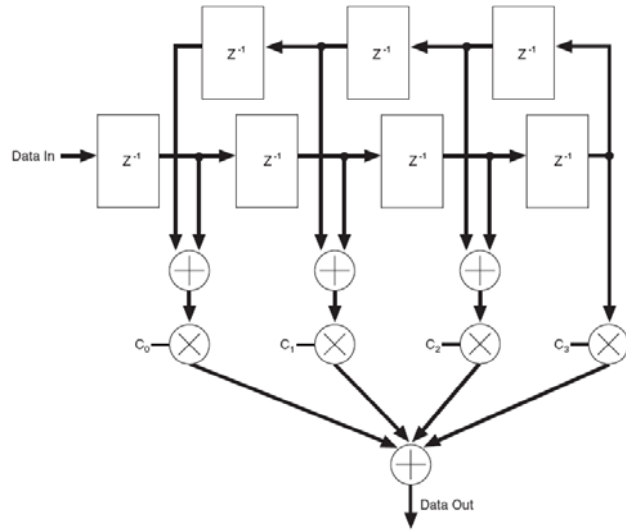 Z⁻¹ Z⁻¹ Z⁻¹
Data In Z⁻¹ Z⁻¹ Z⁻¹ Z⁻¹
C₀ C₁ C₂ C₃
Data Out